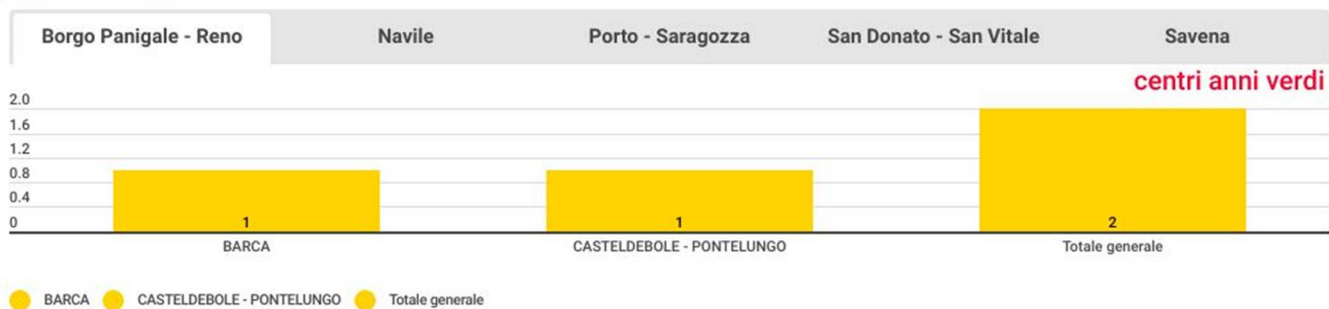 Borgo Panigale - Reno Navile Porto - Saragozza San Donato - San Vitale Savena
centri anni verdi
2.0
1.6
1.2
0.8
0.4
0
1 1 2
BARCA CASTELDEBOLE - PONTELUNGO Totale generale
BARCA CASTELDEBOLE - PONTELUNGO Totale generale